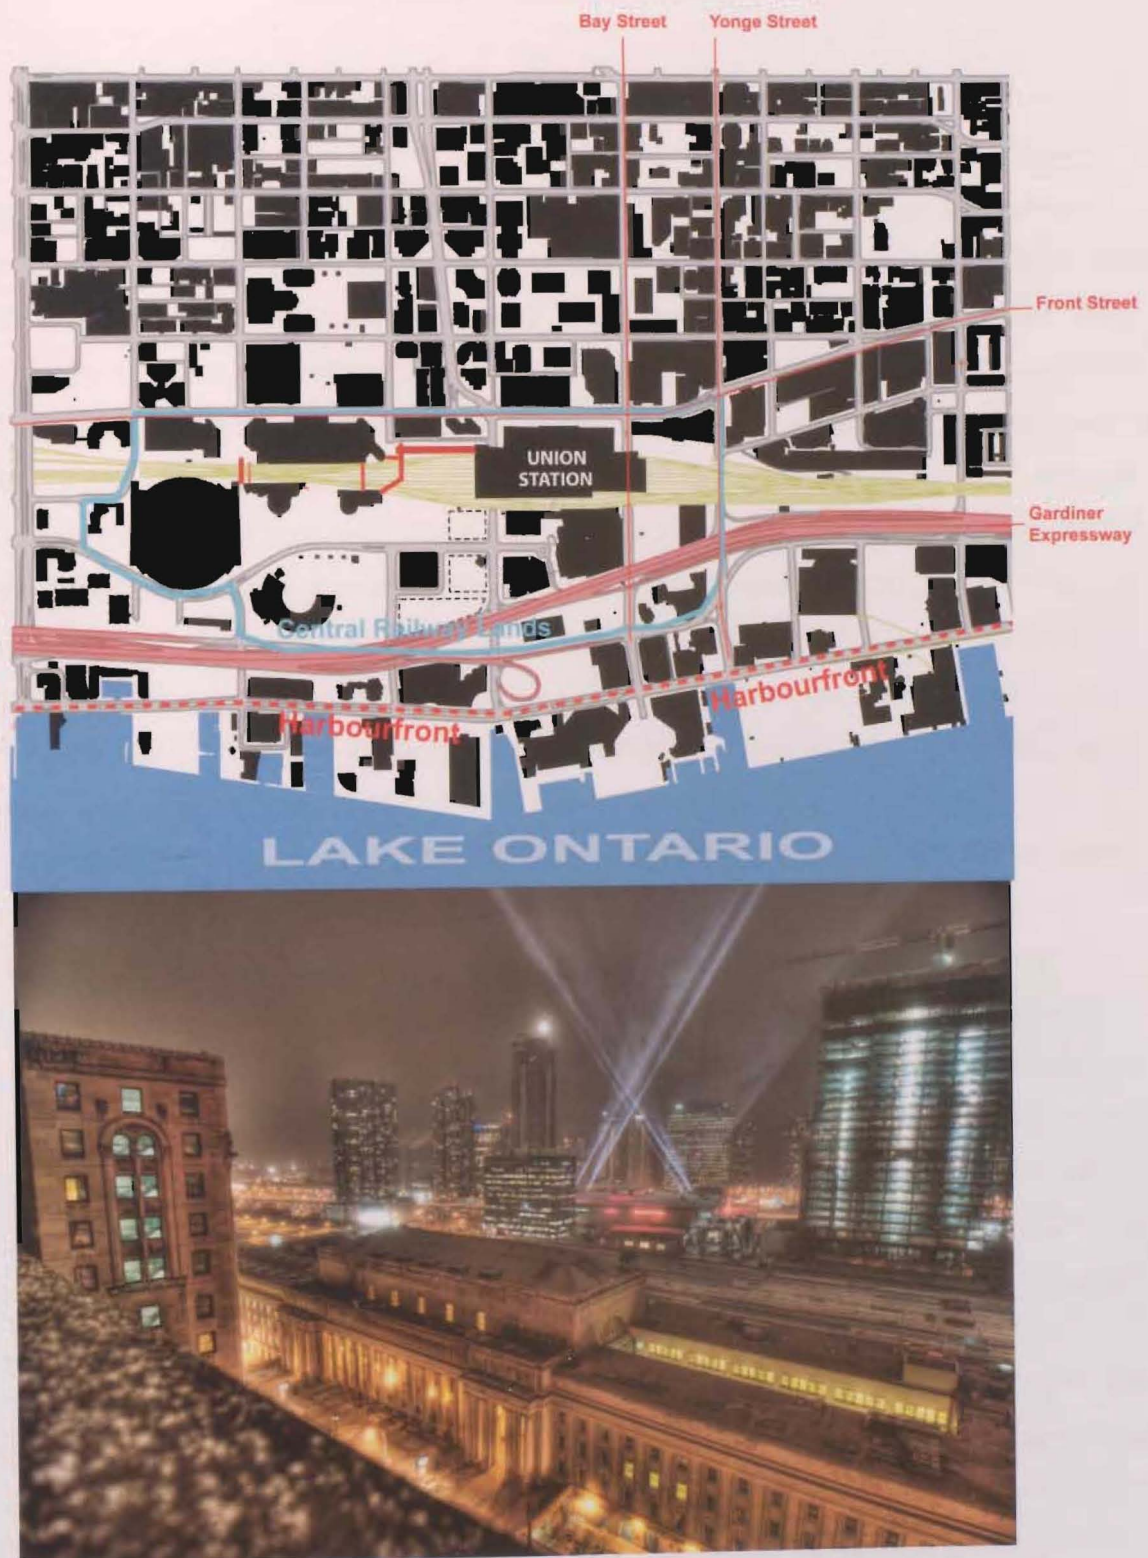 Bay Street
Yonge Street
Front Street
UNION
STATION
Gardiner
Expressway
Central Railway Lands
Harbourfront
Harbourfront
LAKE ONTARIO